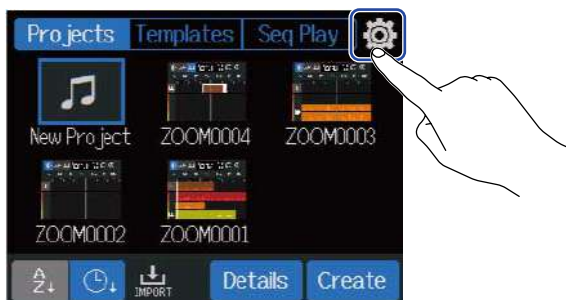 Projects Templates Seq Play
New Project ZOOM0004 ZOOM0003
ZOOM0002 ZOOM0001
A Z↓ IMPORT Details Create